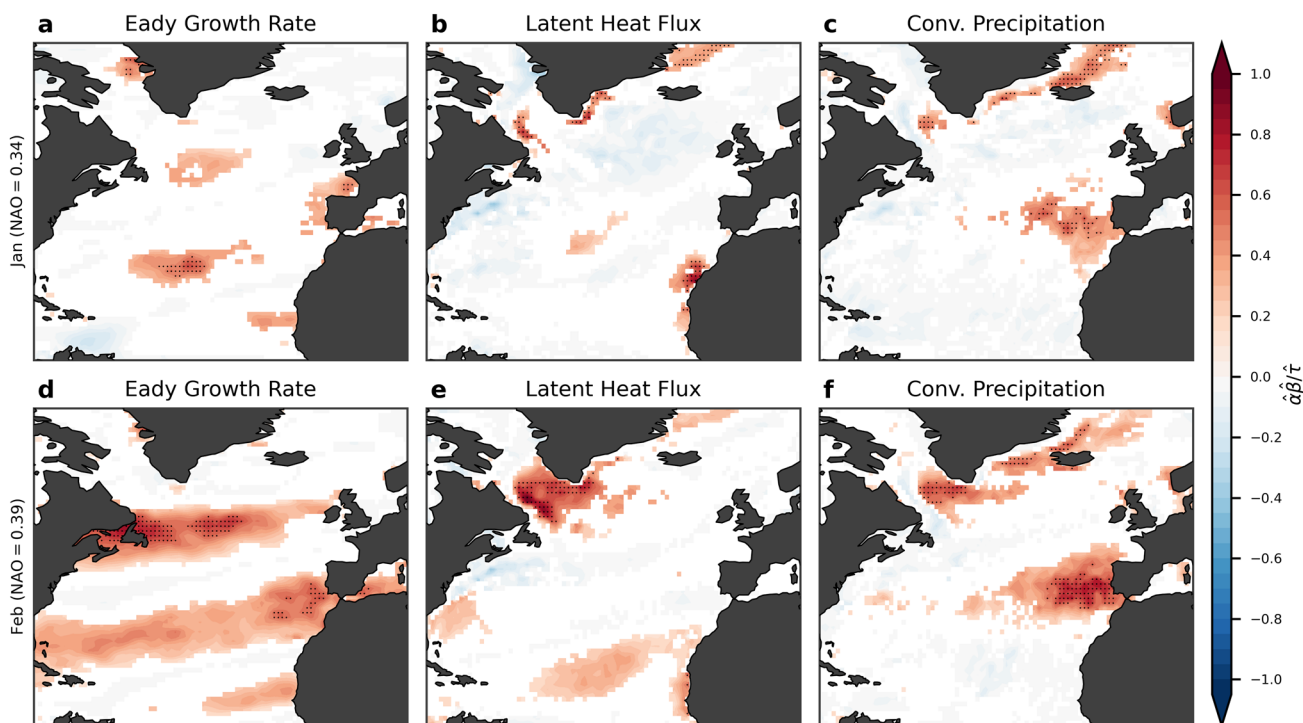 a Eady Growth Rate
b Latent Heat Flux
c Conv. Precipitation
Jan (NAO = 0.34)
d Eady Growth Rate
e Latent Heat Flux
f Conv. Precipitation
Feb (NAO = 0.39)
1.0
0.8
0.6
0.4
0.2
0.0
−0.2
−0.4
−0.6
−0.8
−1.0
α̂β̂/τ̂